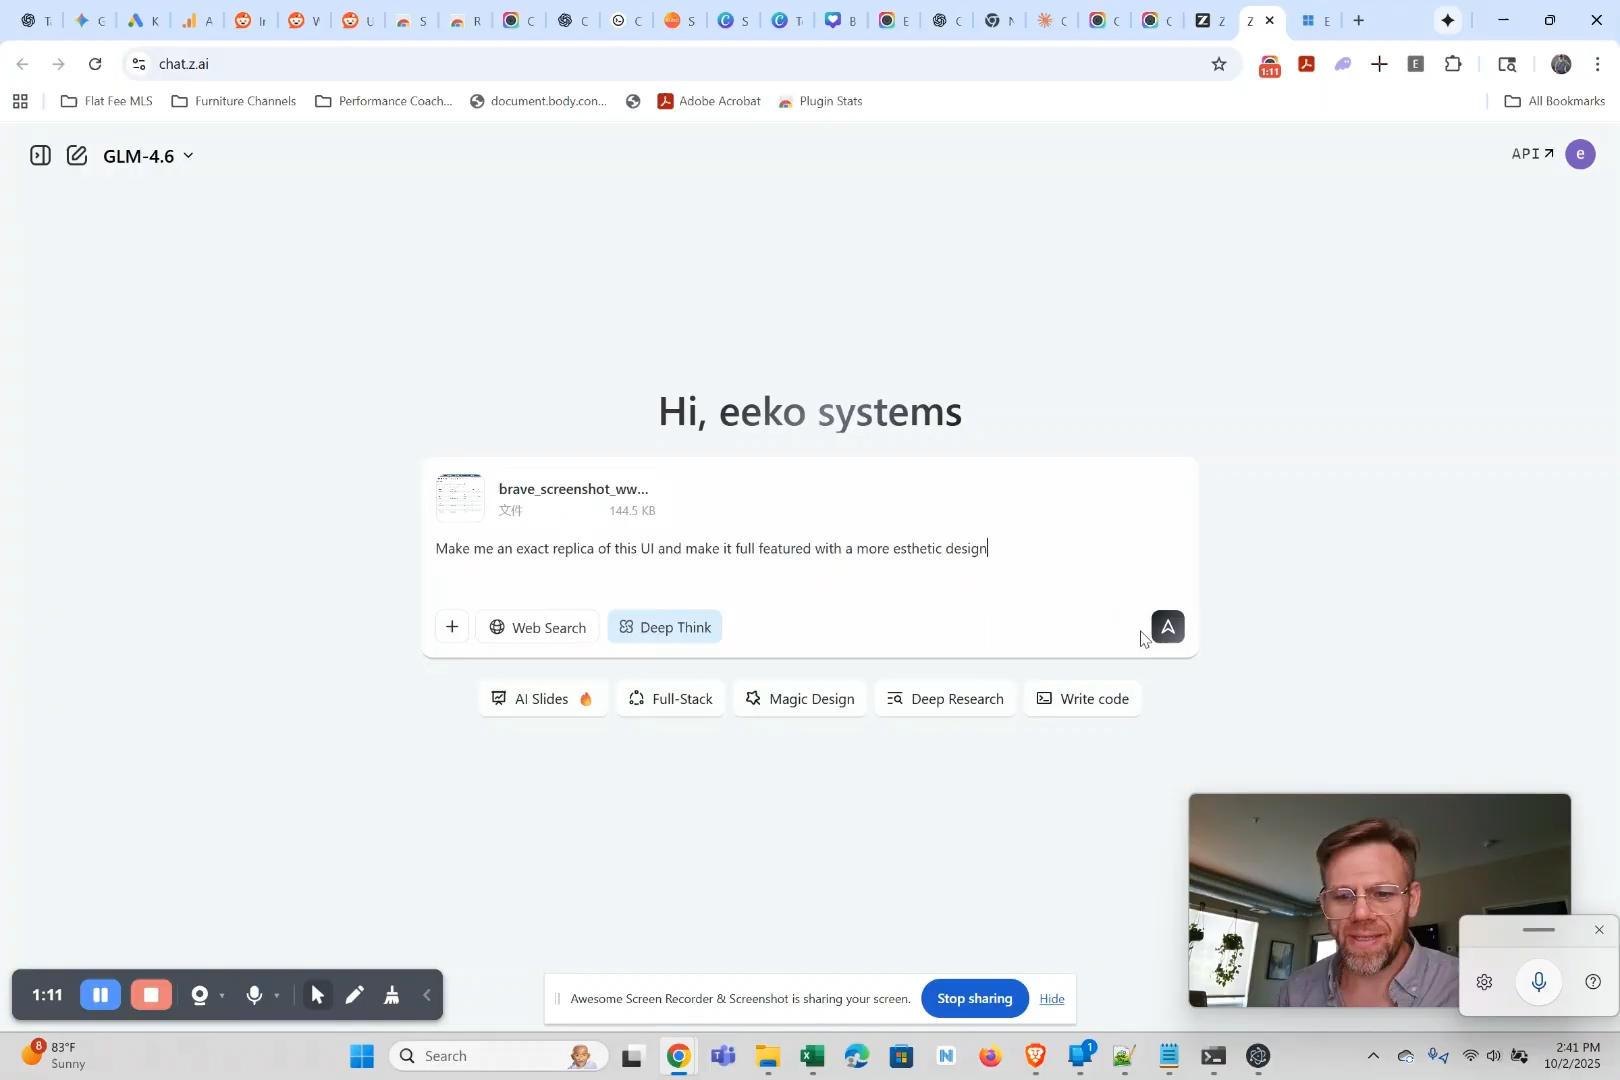 chat.z.ai
1:11
E
Flat Fee MLS
Furniture Channels
Performance Coach...
document.body.con...
Adobe Acrobat
Plugin Stats
All Bookmarks
GLM-4.6
API
e
Hi, eeko systems
brave_screenshot_ww...
文件 144.5 KB
Make me an exact replica of this UI and make it full featured with a more esthetic design
Web Search
Deep Think
AI Slides
Full-Stack
Magic Design
Deep Research
Write code
1:11
Awesome Screen Recorder & Screenshot is sharing your screen.
Stop sharing
Hide
8
83°F
Sunny
Search
1
2:41 PM
10/2/2025